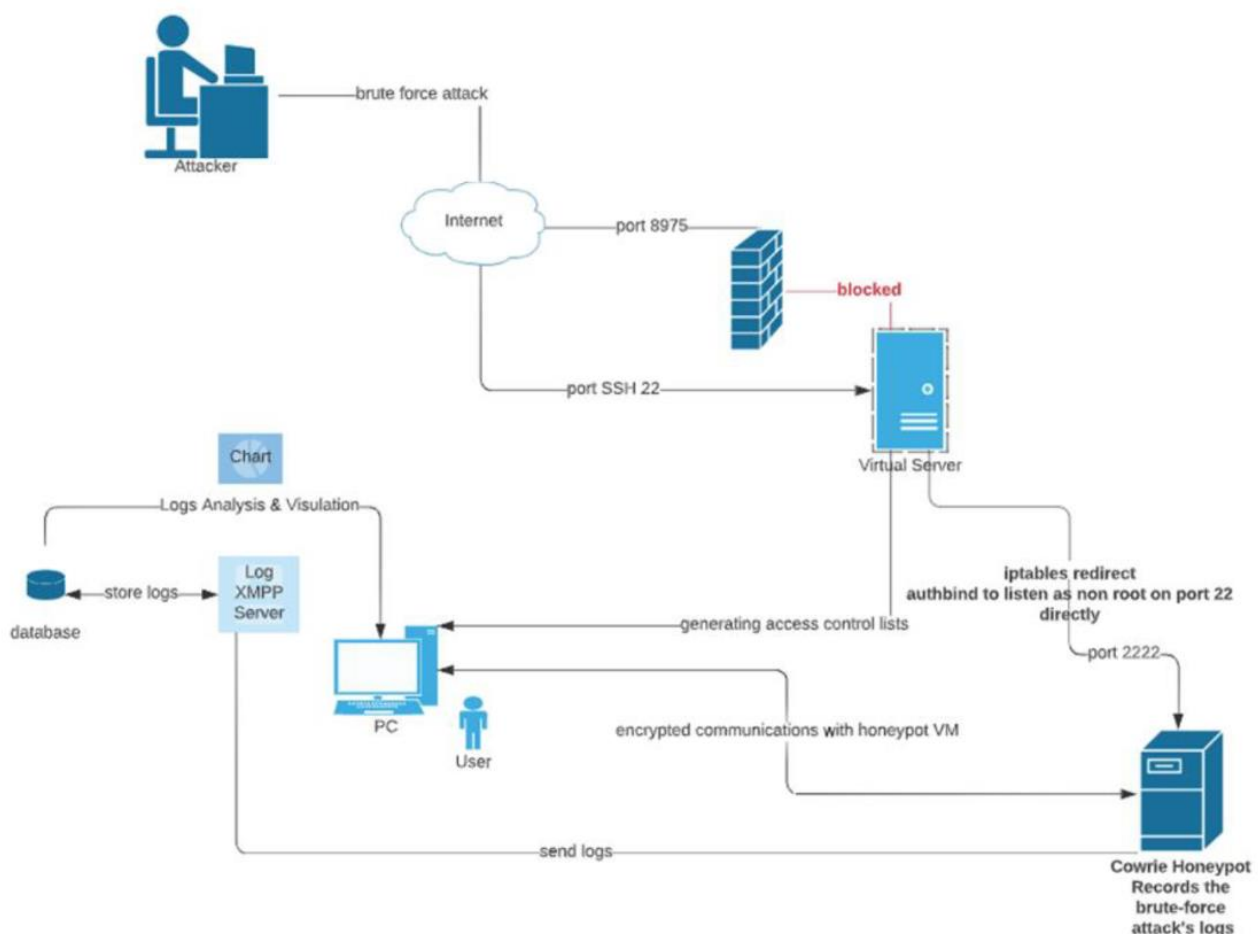 brute force attack
Attacker
Internet
port 8975
blocked
port SSH 22
Virtual Server
Chart
Logs Analysis & Visulation
iptables redirect
authbind to listen as non root on port 22
directly
Log
XMPP
Server
store logs
database
generating access control lists
port 2222
PC
User
encrypted communications with honeypot VM
send logs
Cowrie Honeypot
Records the
brute-force
attack's logs